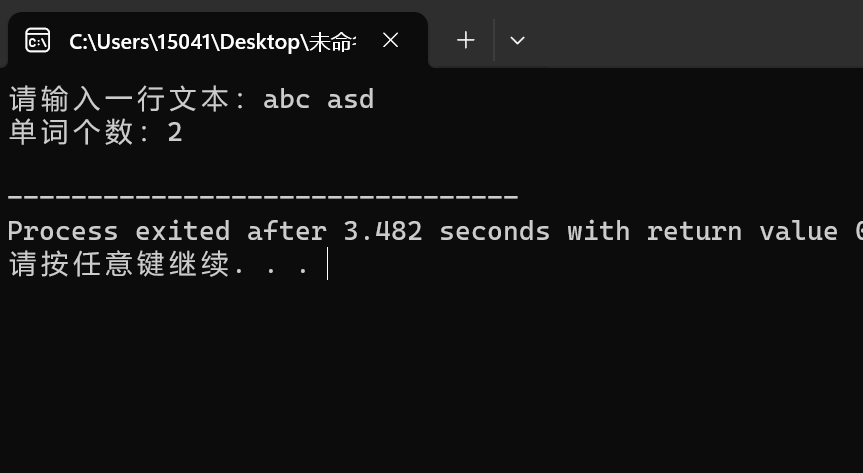 C:\Users\15041\Desktop\未命
请输入一行文本：abc asd
单词个数：2
--------------------------------
Process exited after 3.482 seconds with return value 0
请按任意键继续. . .